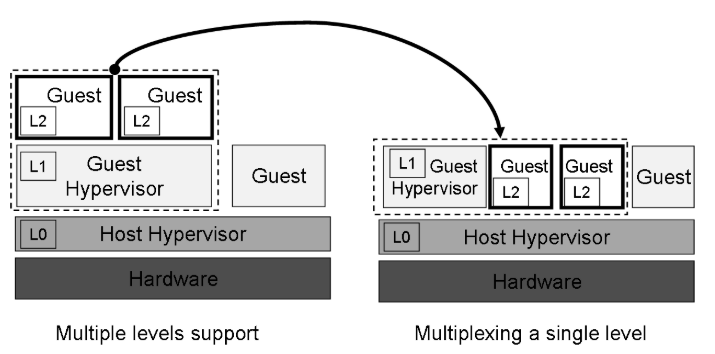 Guest
L2
Guest
L2
L1
Guest
Hypervisor
Guest
L0
Host Hypervisor
Hardware
Multiple levels support
L1
Guest
Hypervisor
Guest
L2
Guest
L2
Guest
L0
Host Hypervisor
Hardware
Multiplexing a single level